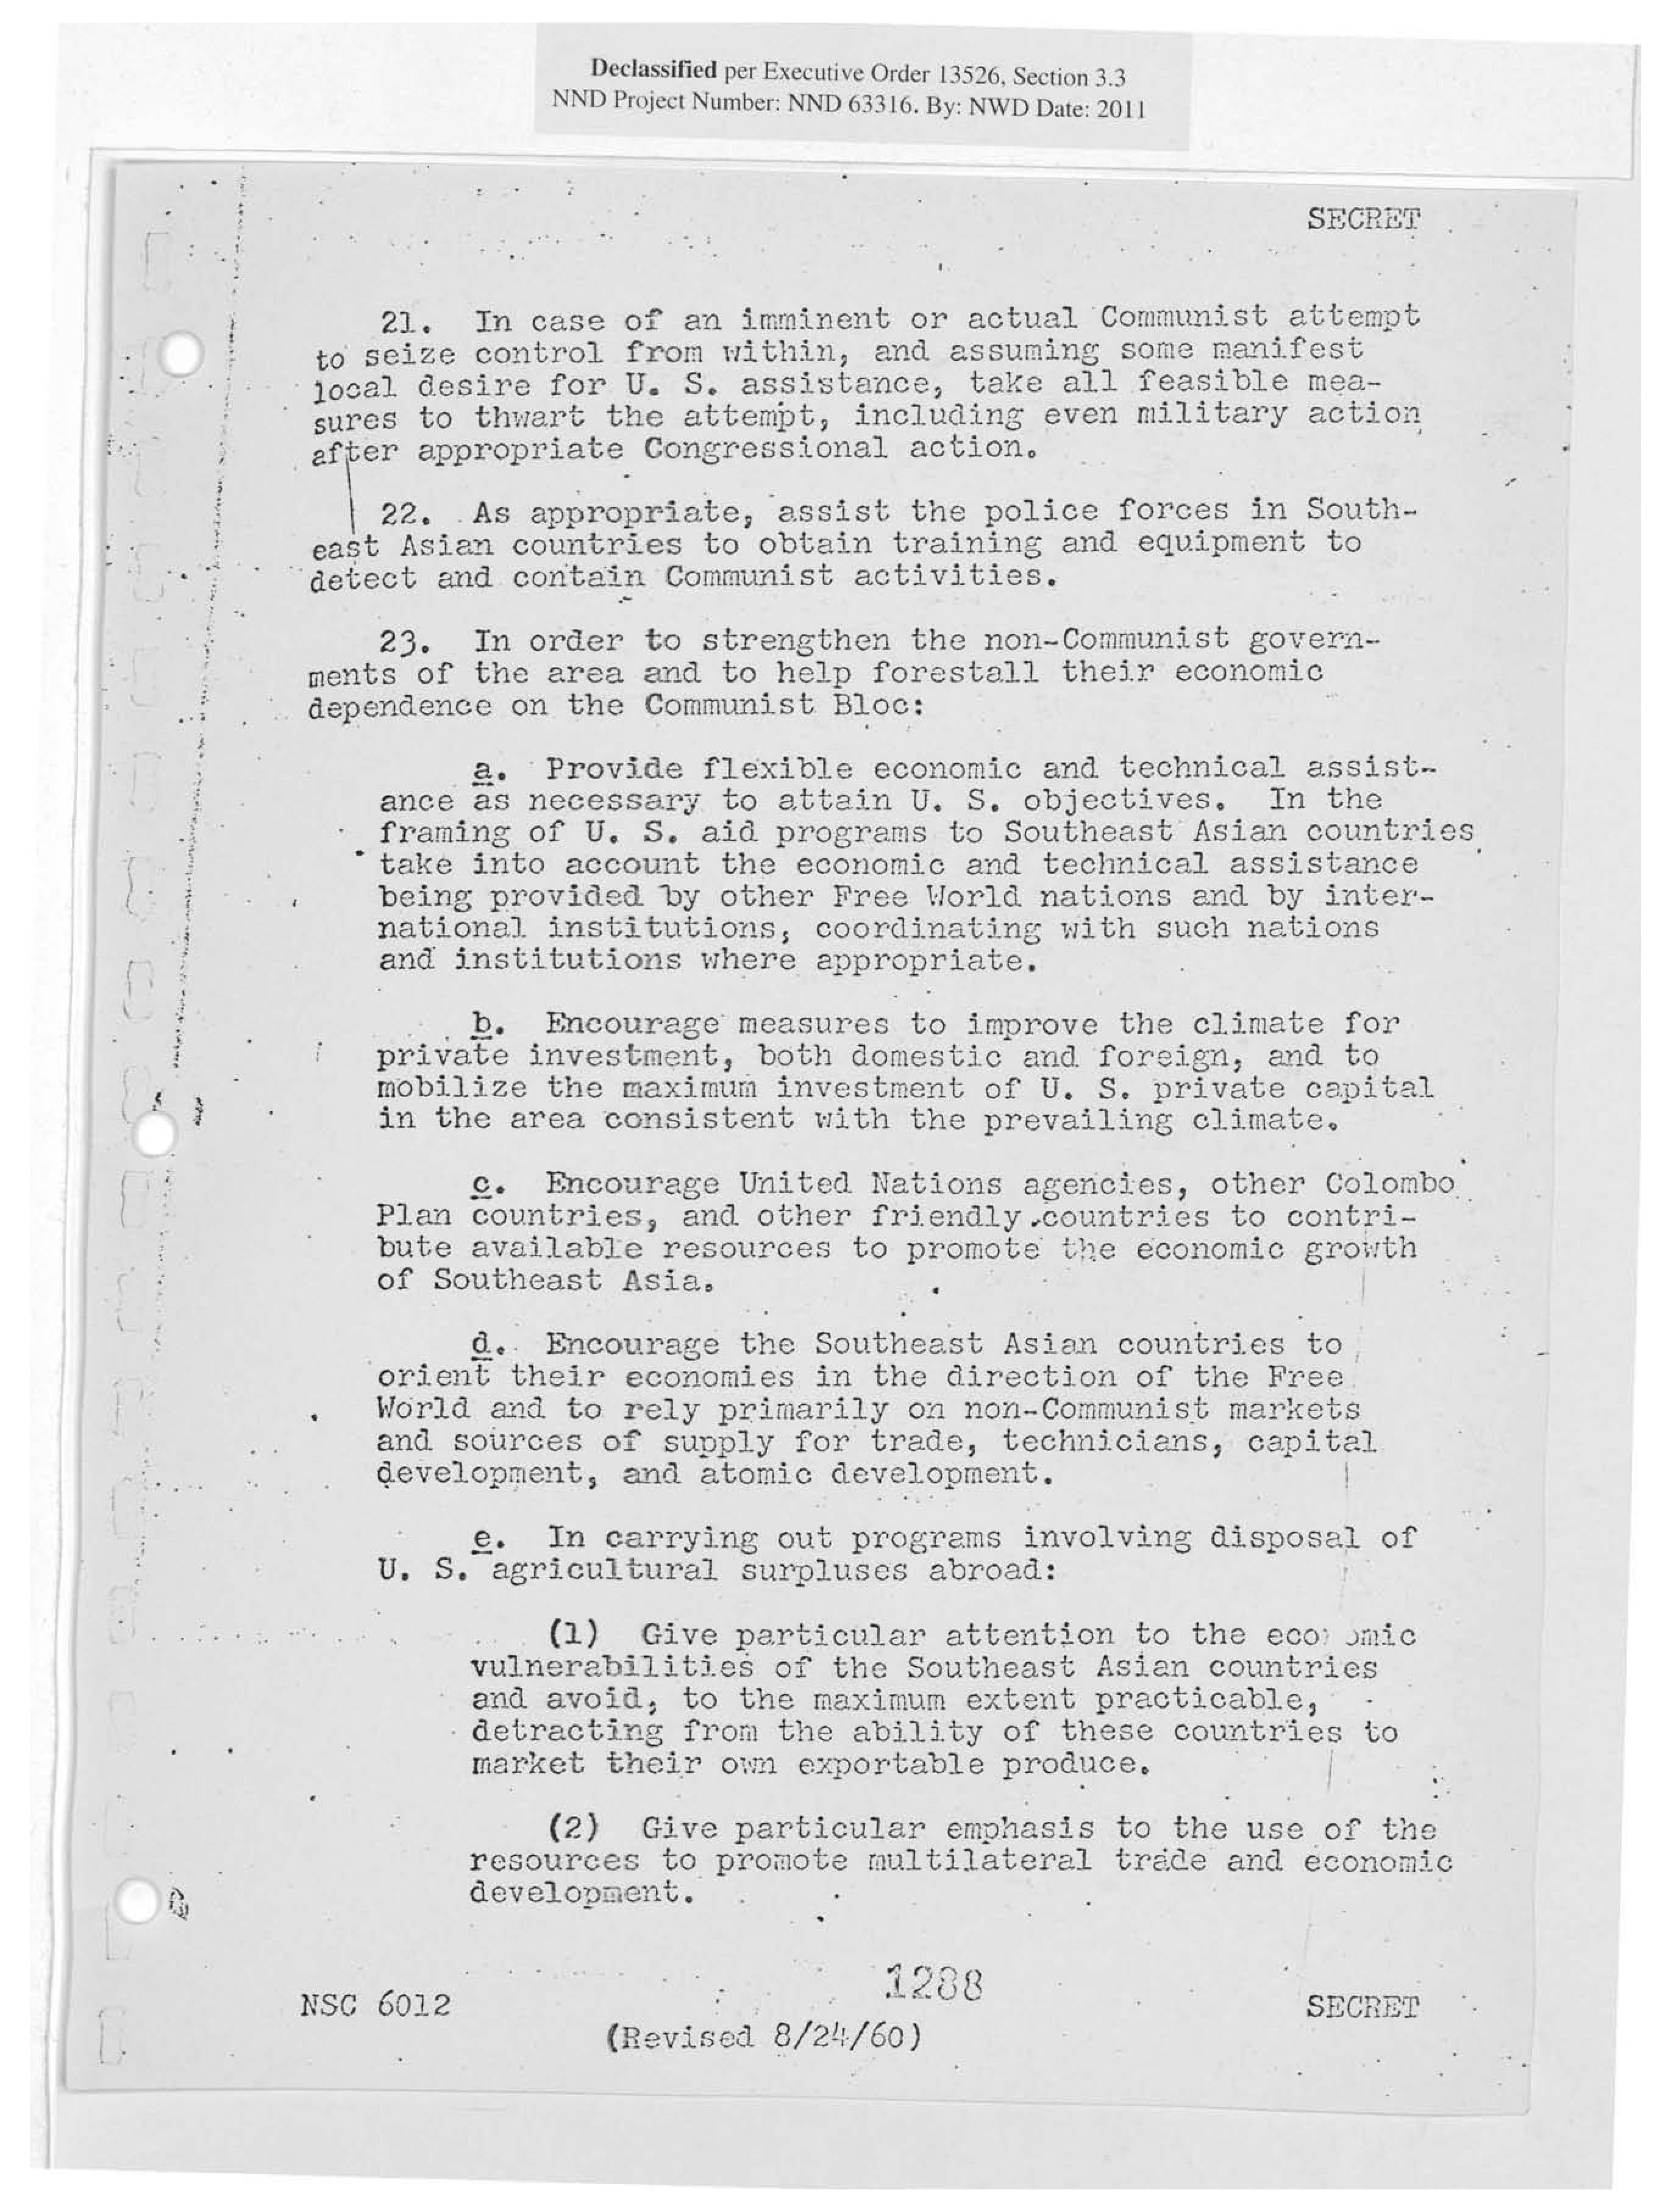 Declassified per Executive Order 13526, Section 3.3
NND Project Number: NND 63316. By: NWD Date: 2011
SECRET
21. In case of an imminent or actual Communist attempt
to seize control from within, and assuming some manifest
local desire for U. S. assistance, take all feasible mea-
sures to thwart the attempt, including even military action
after appropriate Congressional action.
22. As appropriate, assist the police forces in South-
east Asian countries to obtain training and equipment to
detect and contain Communist activities.
23. In order to strengthen the non-Communist govern-
ments of the area and to help forestall their economic
dependence on the Communist Bloc:
a. Provide flexible economic and technical assist-
ance as necessary to attain U. S. objectives. In the
framing of U. S. aid programs to Southeast Asian countries
take into account the economic and technical assistance
being provided by other Free World nations and by inter-
national institutions, coordinating with such nations
and institutions where appropriate.
b. Encourage measures to improve the climate for
private investment, both domestic and foreign, and to
mobilize the maximum investment of U. S. private capital
in the area consistent with the prevailing climate.
c. Encourage United Nations agencies, other Colombo
Plan countries, and other friendly countries to contri-
bute available resources to promote the economic growth
of Southeast Asia.
d. Encourage the Southeast Asian countries to
orient their economies in the direction of the Free
World and to rely primarily on non-Communist markets
and sources of supply for trade, technicians, capital
development, and atomic development.
e. In carrying out programs involving disposal of
U. S. agricultural surpluses abroad:
(1) Give particular attention to the economic
vulnerabilities of the Southeast Asian countries
and avoid, to the maximum extent practicable,
detracting from the ability of these countries to
market their own exportable produce.
(2) Give particular emphasis to the use of the
resources to promote multilateral trade and economic
development.
1288
NSC 6012
SECRET
(Revised 8/24/60)